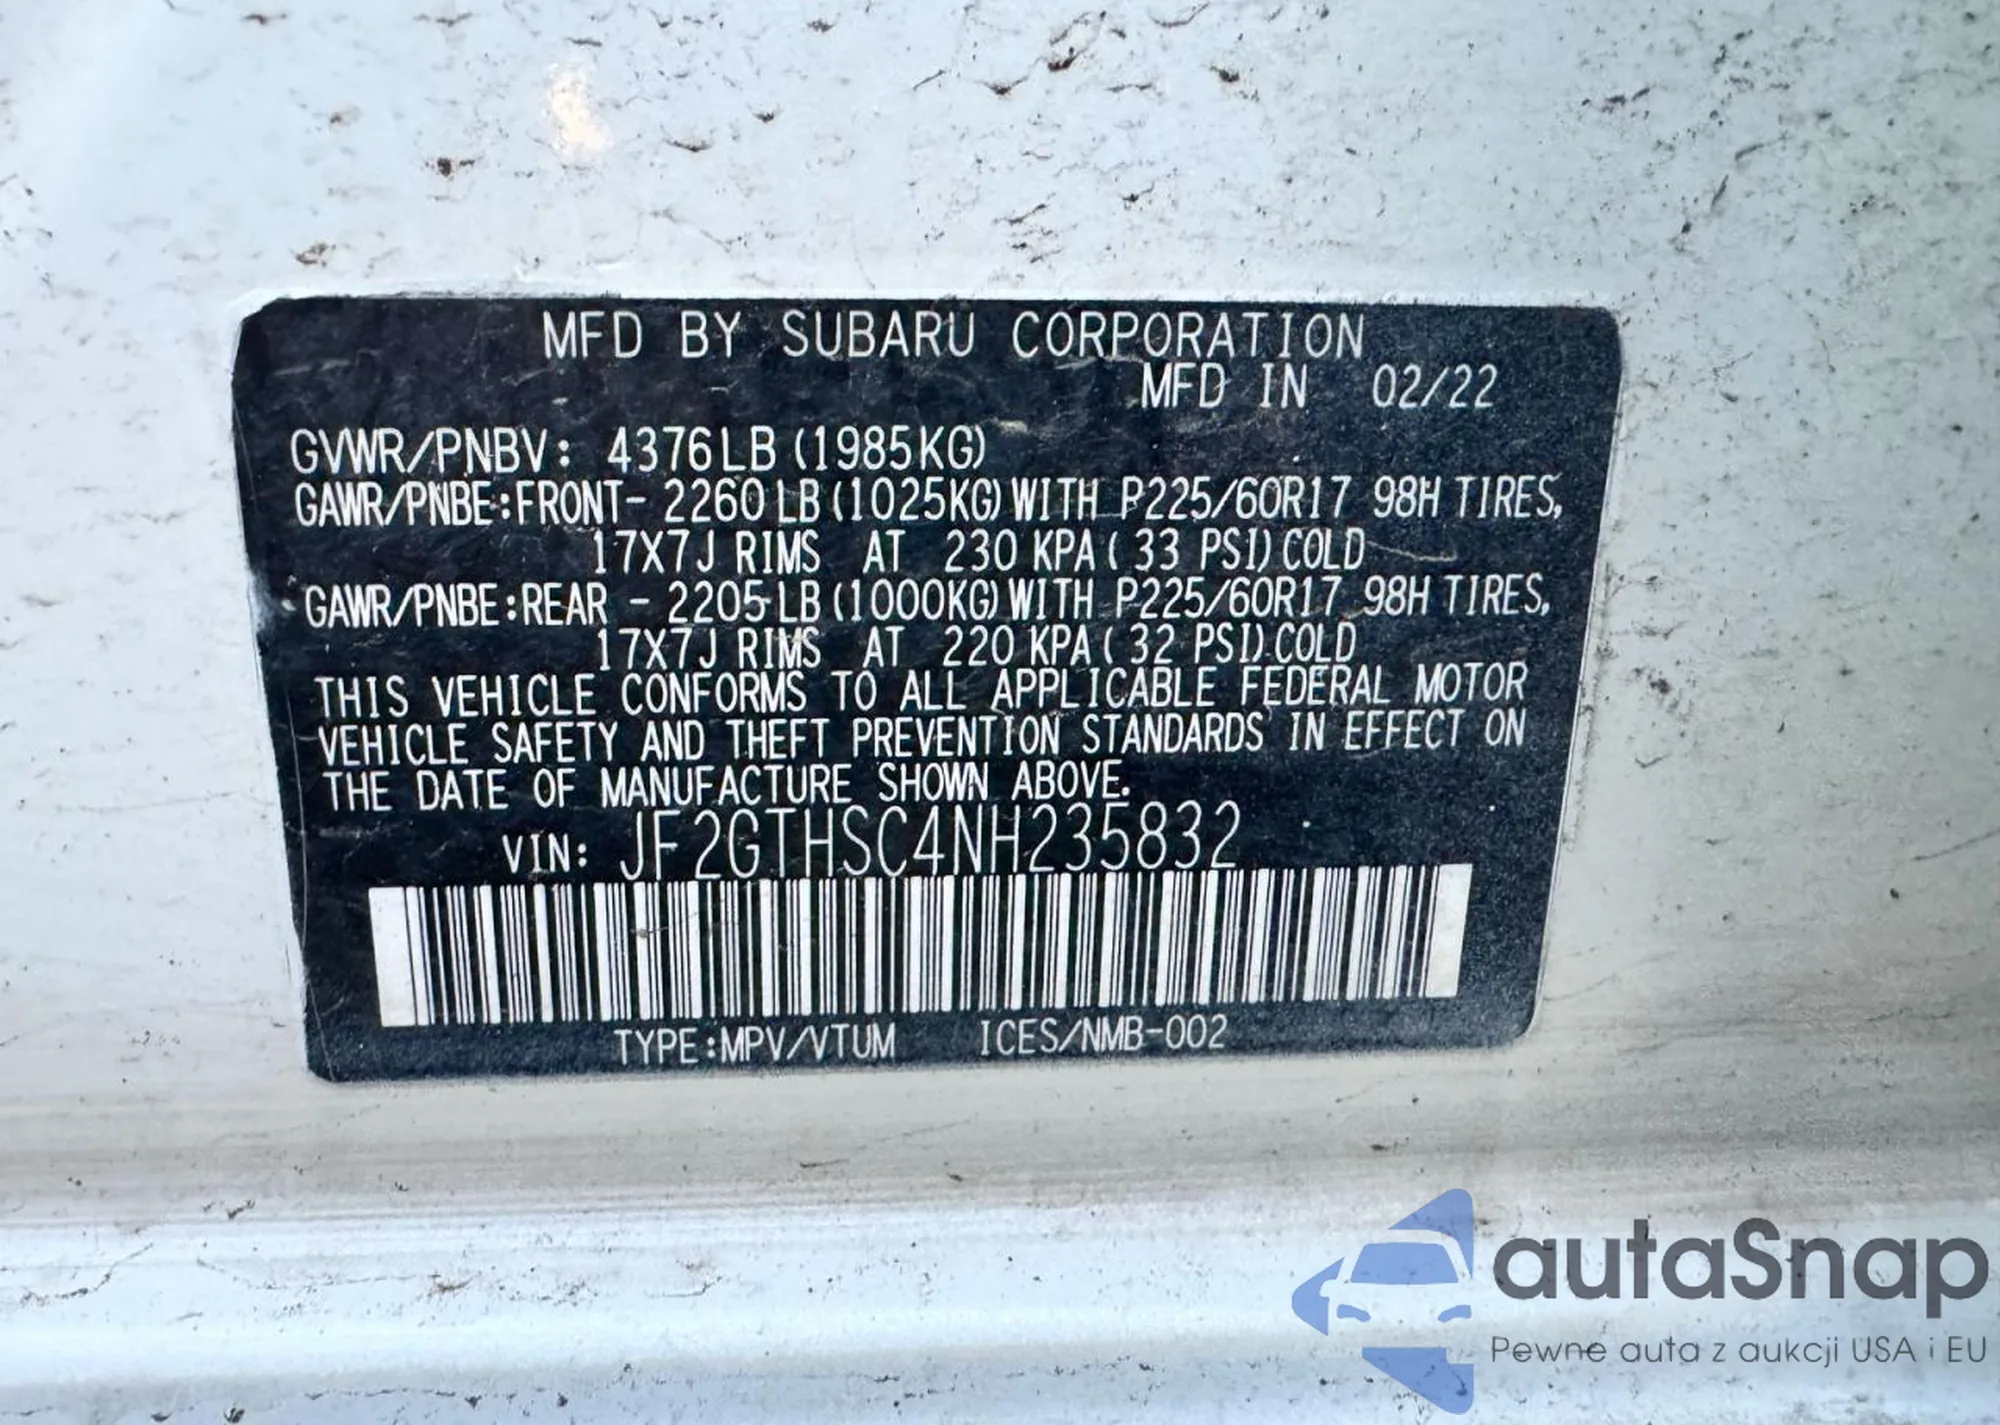 MFD BY SUBARU CORPORATION
MFD IN 02/22
GVWR/PNBV: 4376LB (1985KG)
GAWR/PNBE:FRONT- 2260 LB (1025KG) WITH P225/60R17 98H TIRES,
17X7J RIMS AT 230 KPA ( 33 PSI) COLD
GAWR/PNBE:REAR - 2205 LB (1000KG) WITH P225/60R17 98H TIRES,
17X7J RIMS AT 220 KPA ( 32 PSI) COLD
THIS VEHICLE CONFORMS TO ALL APPLICABLE FEDERAL MOTOR
VEHICLE SAFETY AND THEFT PREVENTION STANDARDS IN EFFECT ON
THE DATE OF MANUFACTURE SHOWN ABOVE.
VIN: JF2GTHSC4NH235832
TYPE:MPV/VTUM ICES/NMB-002
autaSnap
Pewne auta z aukcji USA i EU